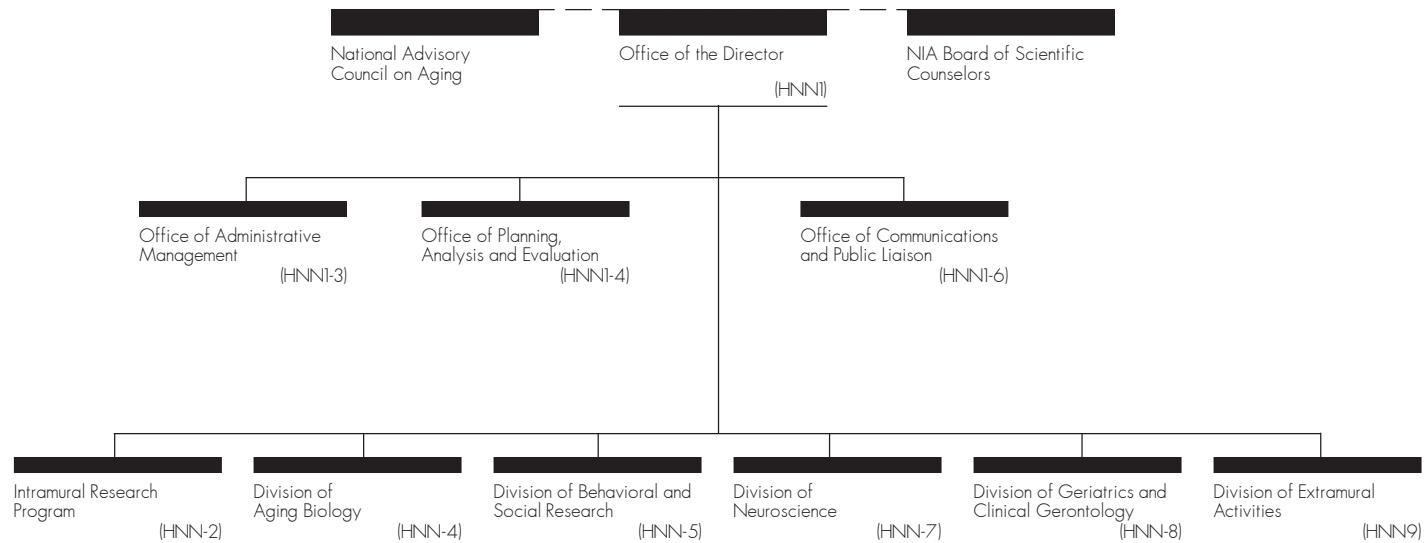 National Advisory
Council on Aging
Office of the Director
(HNN1)
NIA Board of Scientific
Counselors
Office of Administrative
Management
(HNN1-3)
Office of Planning,
Analysis and Evaluation
(HNN1-4)
Office of Communications
and Public Liaison
(HNN1-6)
Intramural Research
Program
(HNN-2)
Division of
Aging Biology
(HNN-4)
Division of Behavioral and
Social Research
(HNN-5)
Division of
Neuroscience
(HNN-7)
Division of Geriatrics and
Clinical Gerontology
(HNN-8)
Division of Extramural
Activities
(HNN9)